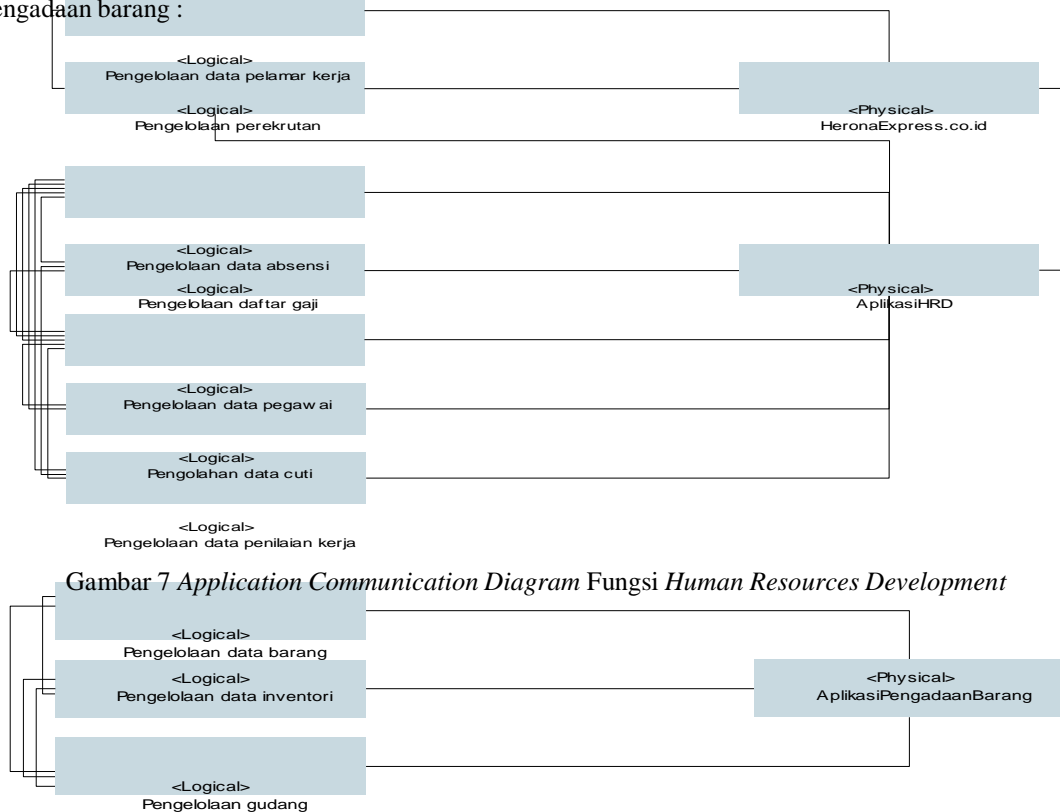 engadaan barang :
<Logical>
Pengelolaan data pelamar kerja
<Logical>
Pengelolaan perekrutan
<Physical>
HeronaExpress.co.id
<Logical>
Pengelolaan data absensi
<Logical>
Pengelolaan daftar gaji
<Physical>
AplikasiHRD
<Logical>
Pengelolaan data pegawai
<Logical>
Pengolahan data cuti
<Logical>
Pengelolaan data penilaian kerja
Gambar 7 Application Communication Diagram Fungsi Human Resources Development
<Logical>
Pengelolaan data barang
<Logical>
Pengelolaan data inventori
<Physical>
AplikasiPengadaanBarang
<Logical>
Pengelolaan gudang